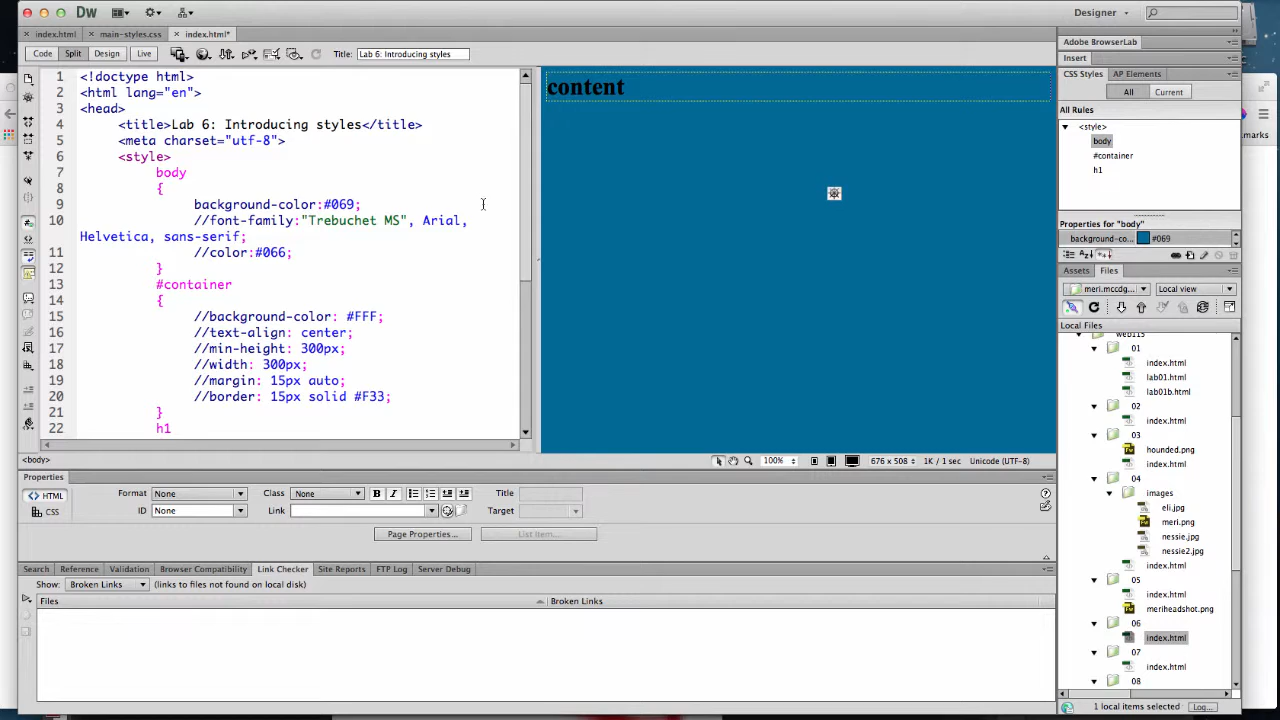 Dw
Designer
index.html
main-styles.css
index.html*
Code
Split
Design
Live
Title:
Lab 6: Introducing styles
1 <!doctype html>
2 <html lang="en">
3 <head>
4 <title>Lab 6: Introducing styles</title>
5 <meta charset="utf-8">
6 <style>
7 body
8 {
9 background-color:#069;
10 //font-family:"Trebuchet MS", Arial,
Helvetica, sans-serif;
11 //color:#066;
12 }
13 #container
14 {
15 //background-color: #FFF;
16 //text-align: center;
17 //min-height: 300px;
18 //width: 300px;
19 //margin: 15px auto;
20 //border: 15px solid #F33;
21 }
22 h1
content
<body>
100%
676 x 508
1K / 1 sec
Unicode (UTF-8)
Properties
HTML
CSS
Format
None
Class
None
B
I
Title
ID
None
Link
Target
Page Properties...
List Item...
Search
Reference
Validation
Browser Compatibility
Link Checker
Site Reports
FTP Log
Server Debug
Show:
Broken Links
(links to files not found on local disk)
Files
Broken Links
Adobe BrowserLab
Insert
CSS Styles
AP Elements
All
Current
All Rules
<style>
body
#container
h1
Properties for "body"
background-co...
#069
Assets
Files
meri.mccdg...
Local view
Local Files
web115
01
index.html
lab01.html
lab01b.html
02
index.html
03
hounded.png
index.html
04
images
eli.jpg
meri.png
nessie.jpg
nessie2.jpg
index.html
05
index.html
meriheadshot.png
06
index.html
07
index.html
08
1 local items selected
Log...